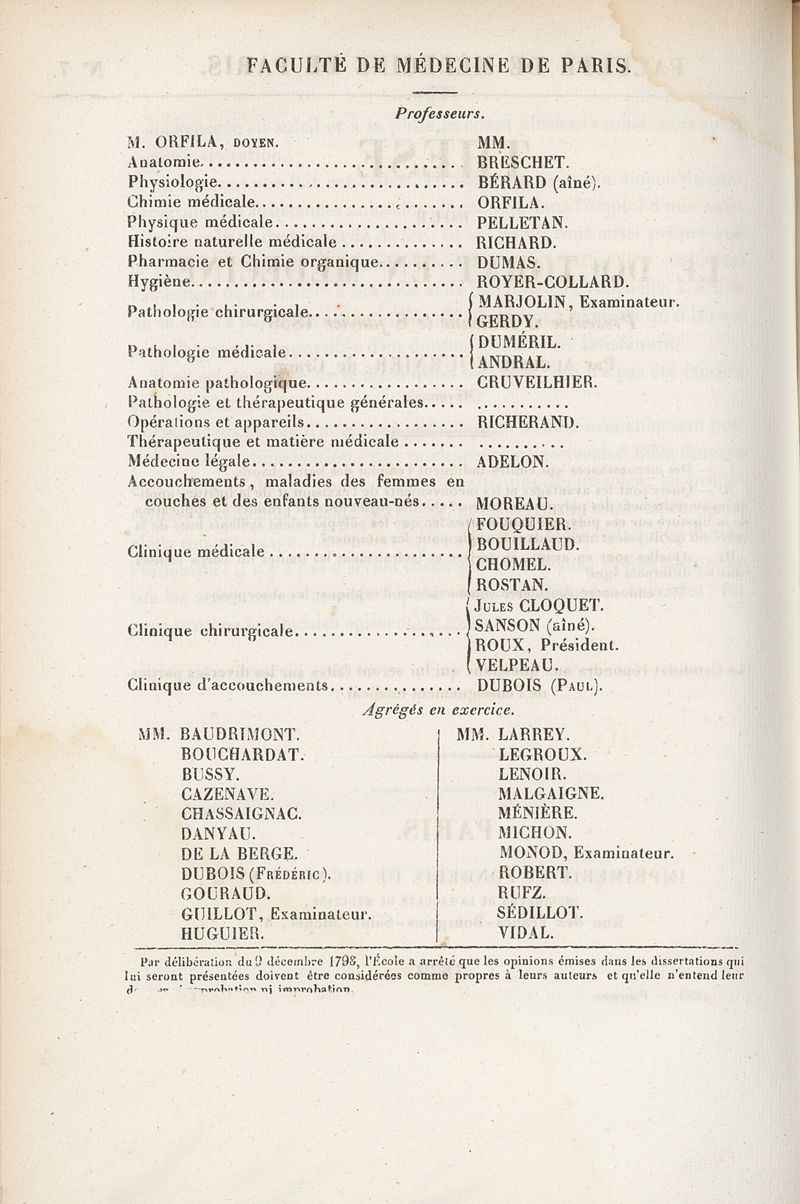 FACULTÉ DE MÉDECINE DE PARIS.
Professeurs.
M. ORFILA, DOYEN. MM.
Anatomie. BRESCHET.
Physiologie. BÉRARD (aîné).
Chimie médicale. ORFILA.
Physique médicale. PELLETAN.
Histoire naturelle médicale RICHARD.
Pharmacie et Chimie organique. DUMAS.
Hygiène. ROYER-COLLARD.
Pathologie chirurgicale. MARJOLIN, Examinateur.
GERDY.
Pathologie médicale. DUMÉRIL.
ANDRAL.
Anatomie pathologique. CRUVEILHIER.
Pathologie et thérapeutique générales. ...........
Opérations et appareils. RICHERAND.
Thérapeutique et matière médicale ..........
Médecine légale. ADELON.
Accouchements, maladies des femmes en
couches et des enfants nouveau-nés. MOREAU.
Clinique médicale FOUQUIER.
BOUILLAUD.
CHOMEL.
ROSTAN.
Clinique chirurgicale. JULES CLOQUET.
SANSON (aîné).
ROUX, Président.
VELPEAU.
Clinique d'accouchements. DUBOIS (PAUL).
Agrégés en exercice.
MM. BAUDRIMONT.
BOUCHARDAT.
BUSSY.
CAZENAVE.
CHASSAIGNAC.
DANYAU.
DE LA BERGE.
DUBOIS (FRÉDÉRIC).
GOURAUD.
GUILLOT, Examinateur.
HUGUIER.
MM. LARREY.
LEGROUX.
LENOIR.
MALGAIGNE.
MÉNIÈRE.
MICHON.
MONOD, Examinateur.
ROBERT.
RUFZ.
SÉDILLOT.
VIDAL.
Par délibération du 9 décembre 1798, l'École a arrêté que les opinions émises dans les dissertations qui
lui seront présentées doivent être considérées comme propres à leurs auteurs et qu'elle n'entend leur
ni improbation.